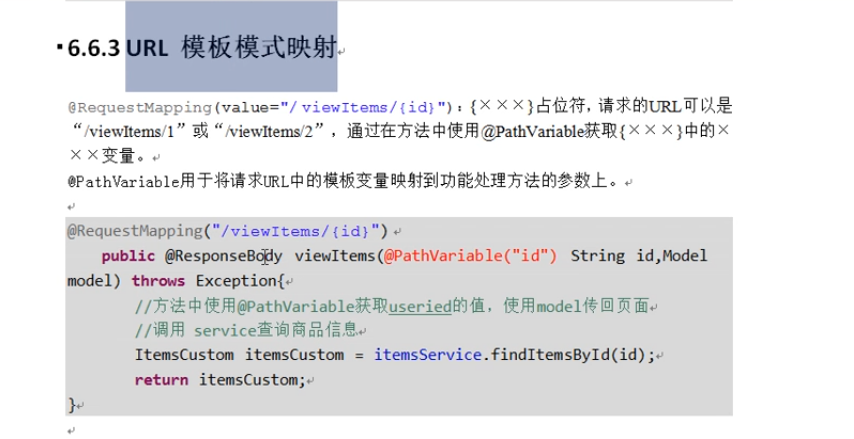 ▪6.6.3 URL 模板模式映射
@RequestMapping(value="/ viewItems/{id}"):{×××}占位符,请求的URL可以是
“/viewItems/1”或“/viewItems/2”,通过在方法中使用@PathVariable获取{×××}中的×
××变量。
@PathVariable用于将请求URL中的模板变量映射到功能处理方法的参数上。
@RequestMapping("/viewItems/{id}")
public @ResponseBody viewItems(@PathVariable("id") String id,Model
model) throws Exception{
//方法中使用@PathVariable获取useried的值,使用model传回页面
//调用 service查询商品信息
ItemsCustom itemsCustom = itemsService.findItemsById(id);
return itemsCustom;
}